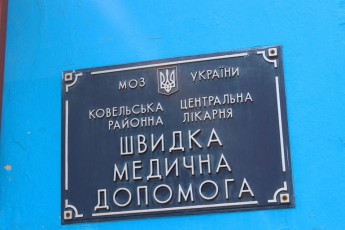 МОЗ УКРАЇНИ
КОВЕЛЬСЬКА ЦЕНТРАЛЬНА
РАЙОННА ЛІКАРНЯ
ШВИДКА
МЕДИЧНА
ДОПОМОГА